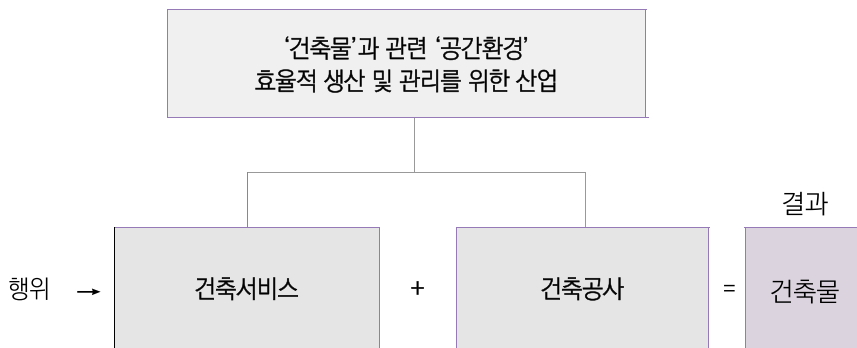 ‘건축물’과 관련 ‘공간환경’
효율적 생산 및 관리를 위한 산업
결과
행위 → 건축서비스 + 건축공사 = 건축물